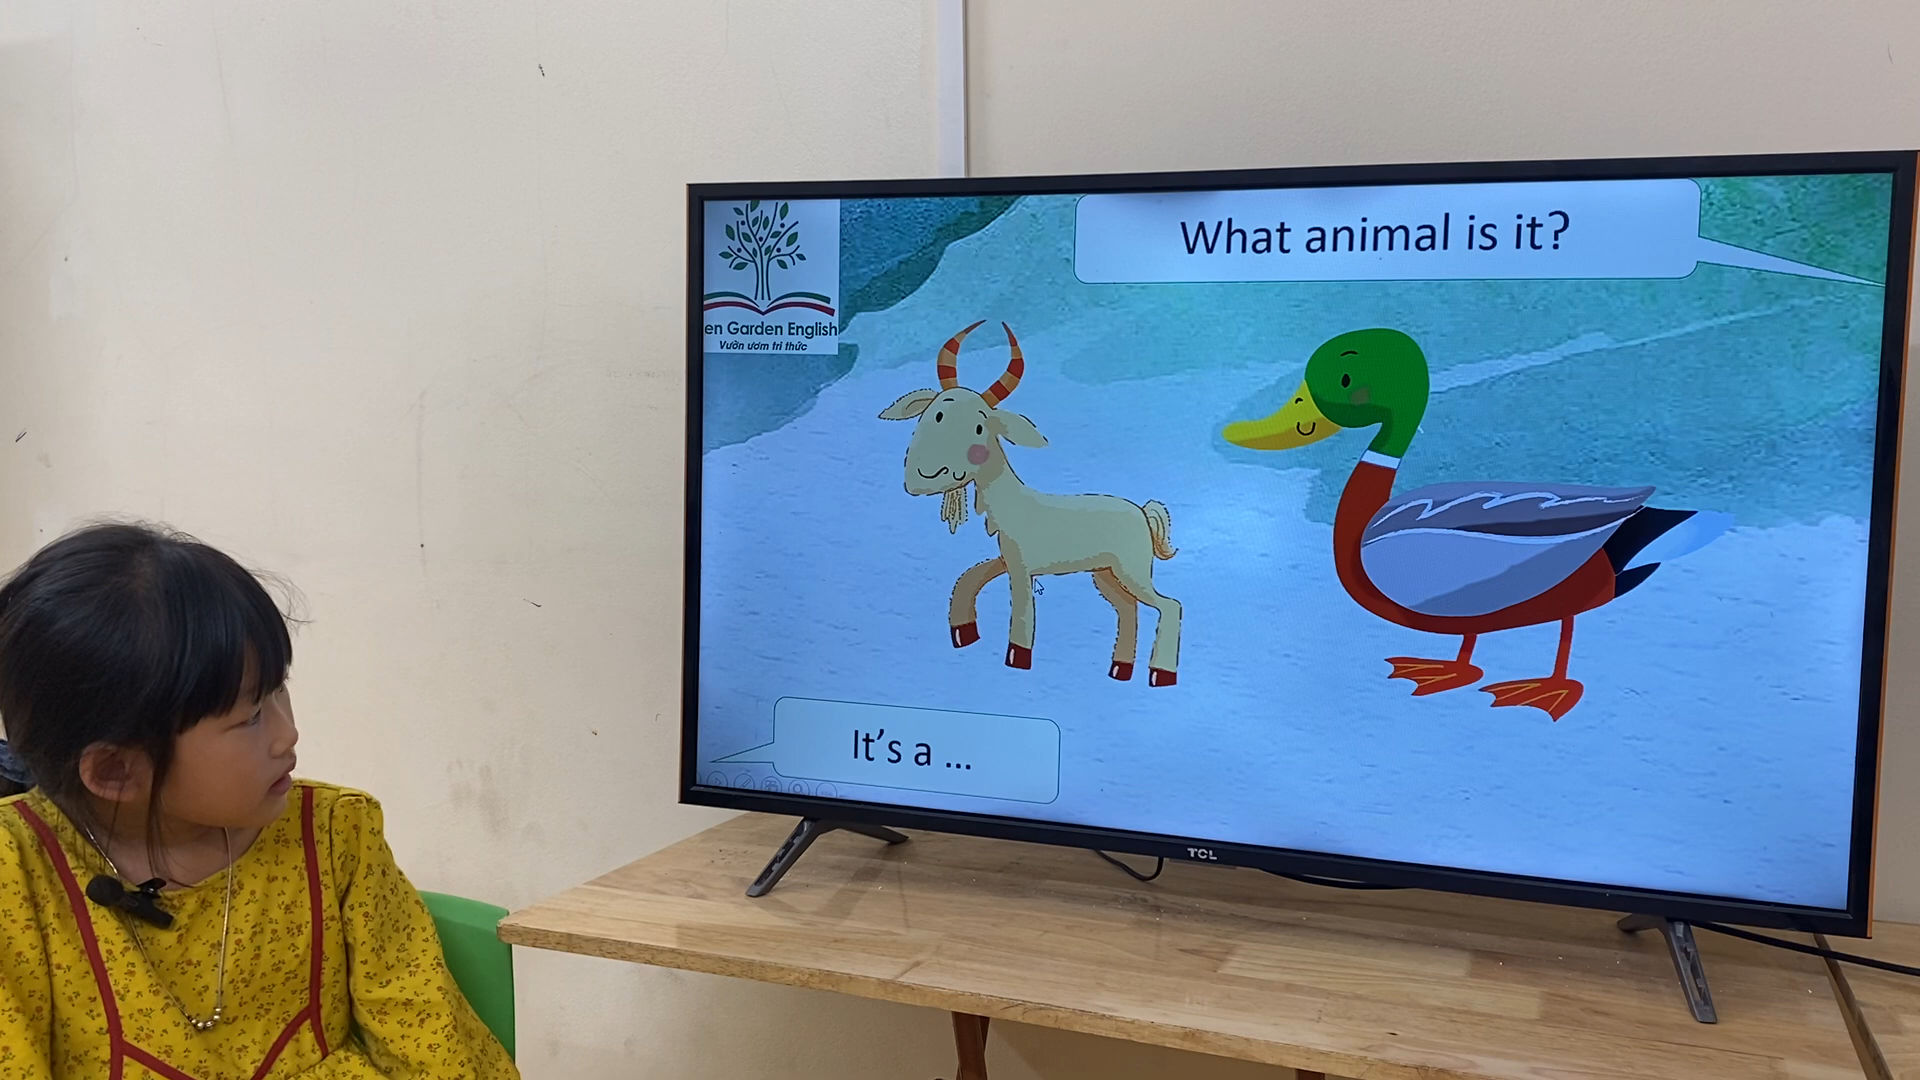 What animal is it?
en Garden English
Vườn ươm tri thức
It's a ...
TCL